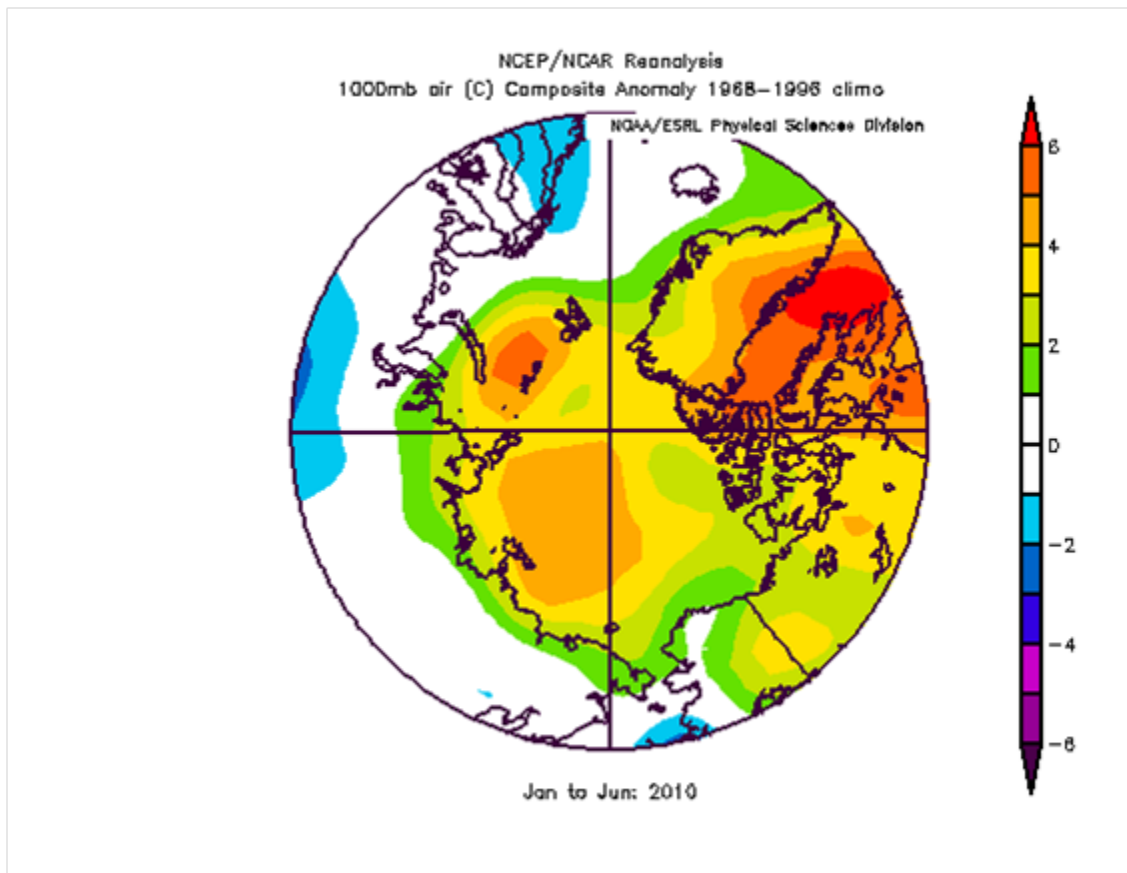 NCEP/NCAR Reanalysis
1000mb air (C) Composite Anomaly 1968-1996 climo
NOAA/ESRL Physical Sciences Division
6
4
2
0
-2
-4
-6
Jan to Jun: 2010